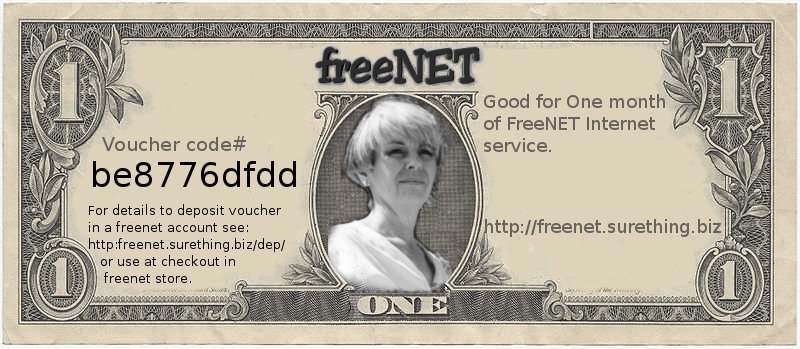 freeNET
1
1
Voucher code#
be8776dfdd
For details to deposit voucher
in a freenet account see:
http:freenet.surething.biz/dep/
or use at checkout in
freenet store.
Good for One month
of FreeNET Internet
service.
http://freenet.surething.biz
1
ONE
1